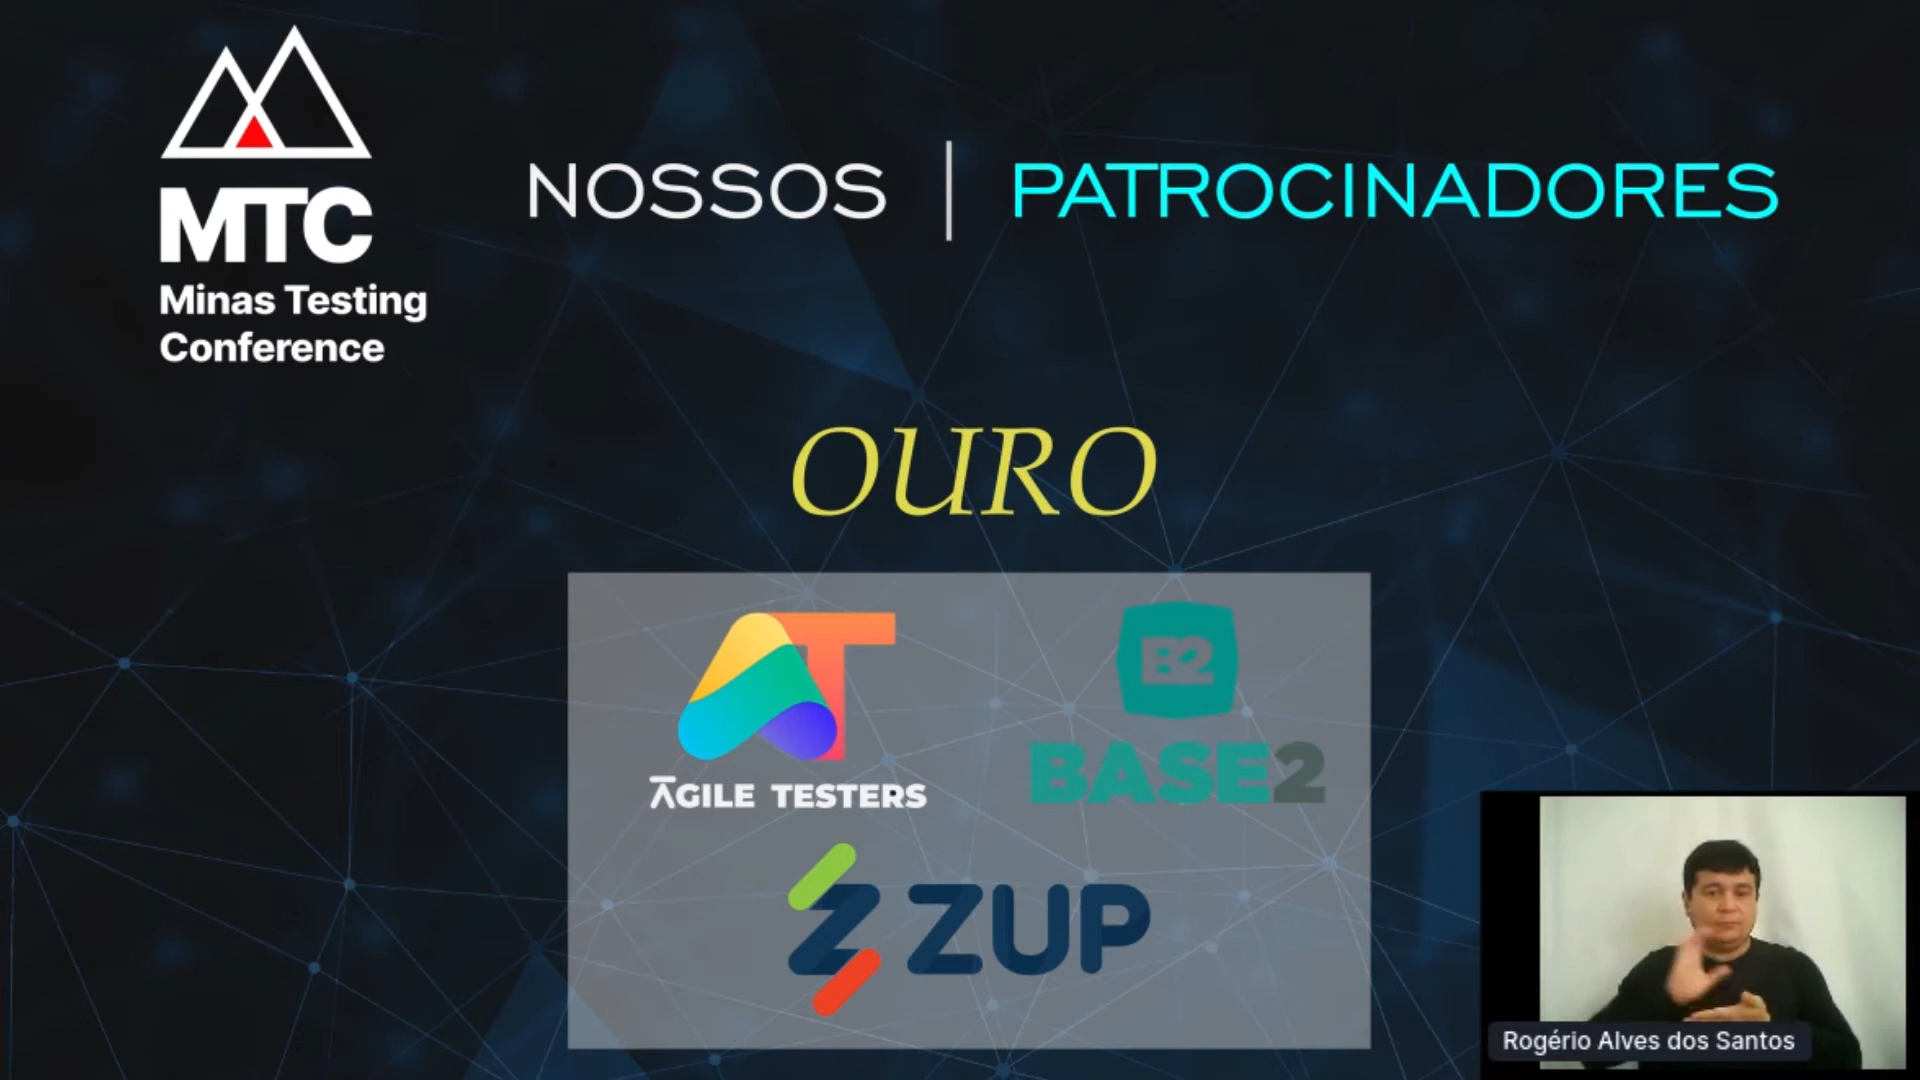 MTC
Minas Testing
Conference
NOSSOS | PATROCINADORES
OURO
AGILE TESTERS
B2
BASE2
ZUP
Rogério Alves dos Santos